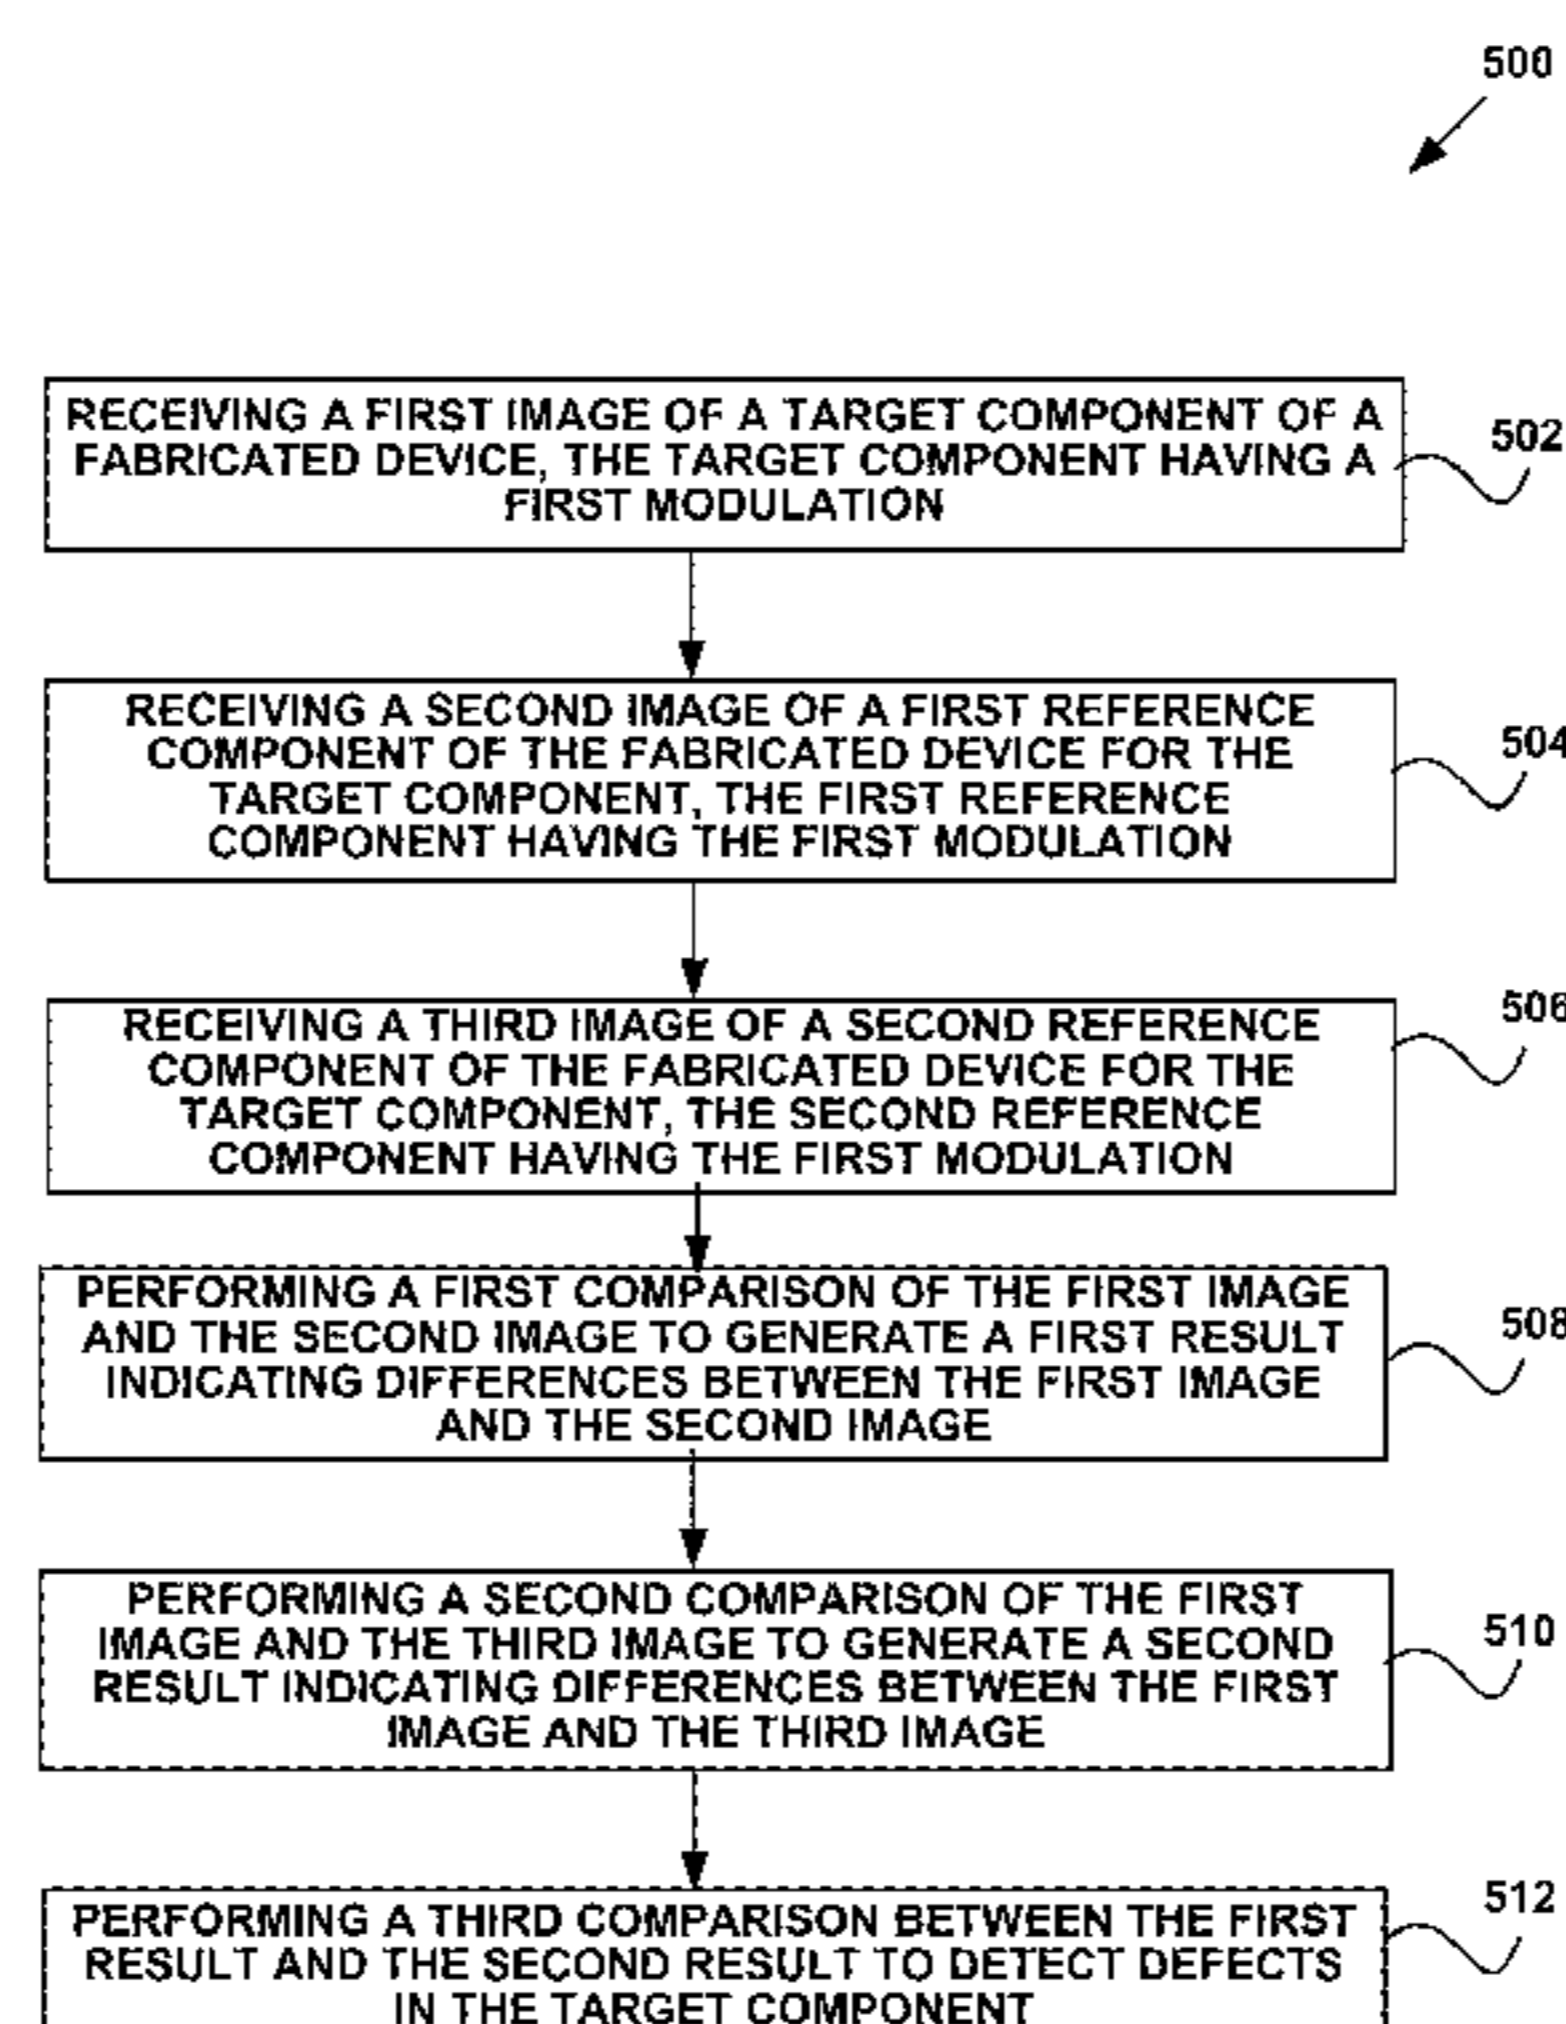 500
RECEIVING A FIRST IMAGE OF A TARGET COMPONENT OF A
FABRICATED DEVICE, THE TARGET COMPONENT HAVING A
FIRST MODULATION
502
RECEIVING A SECOND IMAGE OF A FIRST REFERENCE
COMPONENT OF THE FABRICATED DEVICE FOR THE
TARGET COMPONENT, THE FIRST REFERENCE
COMPONENT HAVING THE FIRST MODULATION
504
RECEIVING A THIRD IMAGE OF A SECOND REFERENCE
COMPONENT OF THE FABRICATED DEVICE FOR THE
TARGET COMPONENT, THE SECOND REFERENCE
COMPONENT HAVING THE FIRST MODULATION
506
PERFORMING A FIRST COMPARISON OF THE FIRST IMAGE
AND THE SECOND IMAGE TO GENERATE A FIRST RESULT
INDICATING DIFFERENCES BETWEEN THE FIRST IMAGE
AND THE SECOND IMAGE
508
PERFORMING A SECOND COMPARISON OF THE FIRST
IMAGE AND THE THIRD IMAGE TO GENERATE A SECOND
RESULT INDICATING DIFFERENCES BETWEEN THE FIRST
IMAGE AND THE THIRD IMAGE
510
PERFORMING A THIRD COMPARISON BETWEEN THE FIRST
RESULT AND THE SECOND RESULT TO DETECT DEFECTS
IN THE TARGET COMPONENT
512